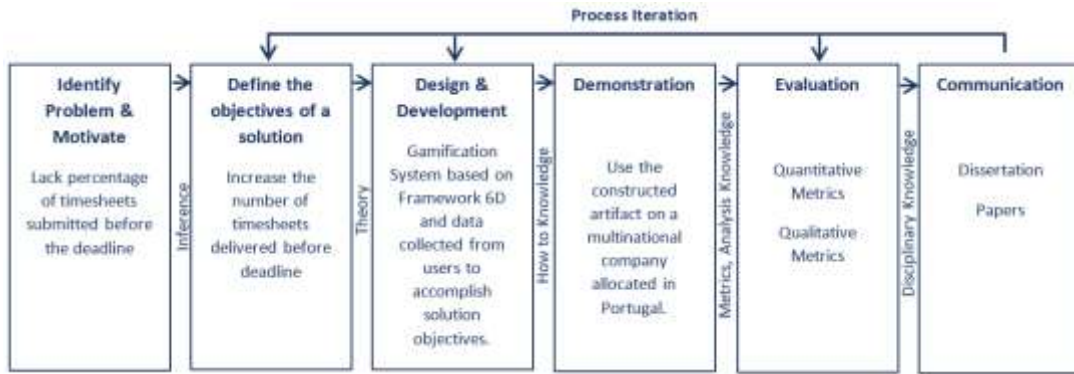 Process Iteration
Identify
Problem &
Motivate
Lack percentage
of timesheets
submitted before
the deadline
Inference
Define the
objectives of a
solution
Increase the
number of
timesheets
delivered before
deadline
Theory
Design &
Development
Gamification
System based on
Framework 6D
and data
collected from
users to
accomplish
solution
objectives.
How to Knowledge
Demonstration
Use the
constructed
artifact on a
multinational
company
allocated in
Portugal.
Metrics, Analysis Knowledge
Evaluation
Quantitative
Metrics
Qualitative
Metrics
Disciplinary Knowledge
Communication
Dissertation
Papers